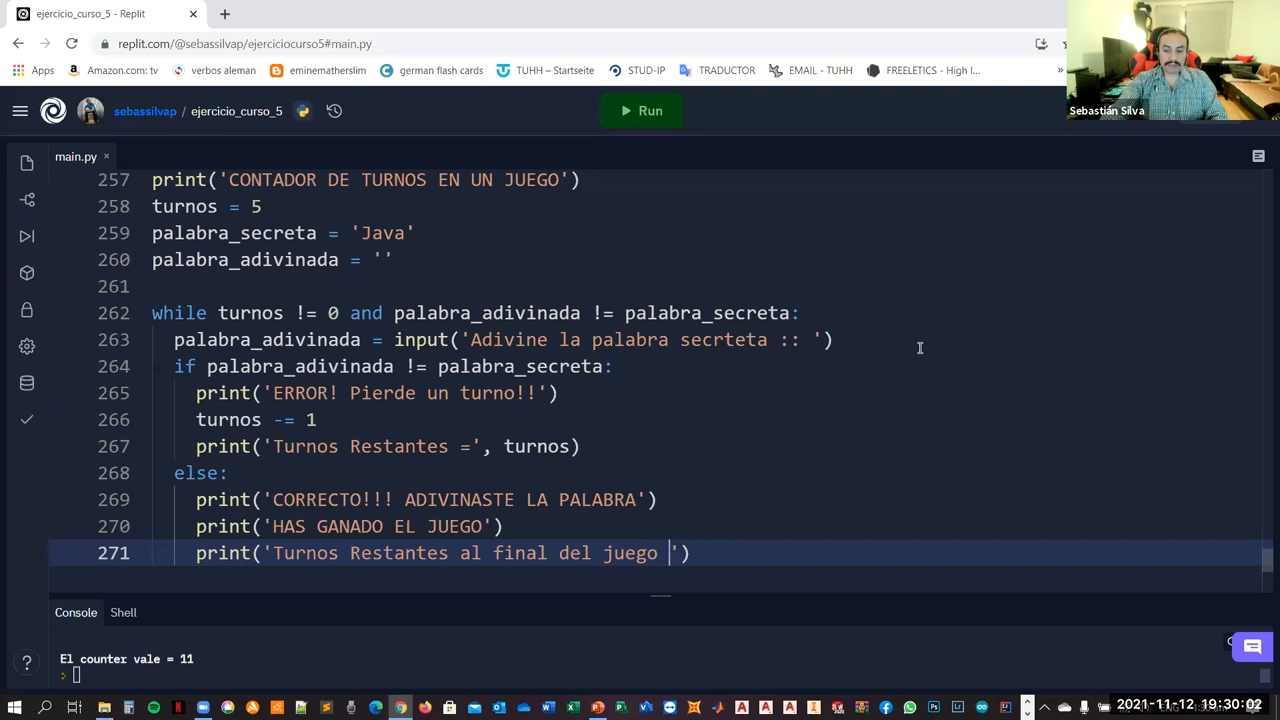 ejercicio_curso_5 - Replit
replit.com/@sebassilvap/ejerciciocurso5#main.py
Apps
Amazon.com: tv
verbos aleman
eminematherslim
german flash cards
TUHH – Startseite
STUD-IP
TRADUCTOR
EMAIL - TUHH
FREELETICS - High I...
»
Sebastián Silva
sebassilvap / ejercicio_curso_5
Run
main.py
257 print('CONTADOR DE TURNOS EN UN JUEGO')
258 turnos = 5
259 palabra_secreta = 'Java'
260 palabra_adivinada = ''
261
262 while turnos != 0 and palabra_adivinada != palabra_secreta:
263 palabra_adivinada = input('Adivine la palabra secrteta :: ')
264 if palabra_adivinada != palabra_secreta:
265 print('ERROR! Pierde un turno!!')
266 turnos -= 1
267 print('Turnos Restantes =', turnos)
268 else:
269 print('CORRECTO!!! ADIVINASTE LA PALABRA')
270 print('HAS GANADO EL JUEGO')
271 print('Turnos Restantes al final del juego ')
Console
Shell
El counter vale = 11
2021-11-12 19:30:02